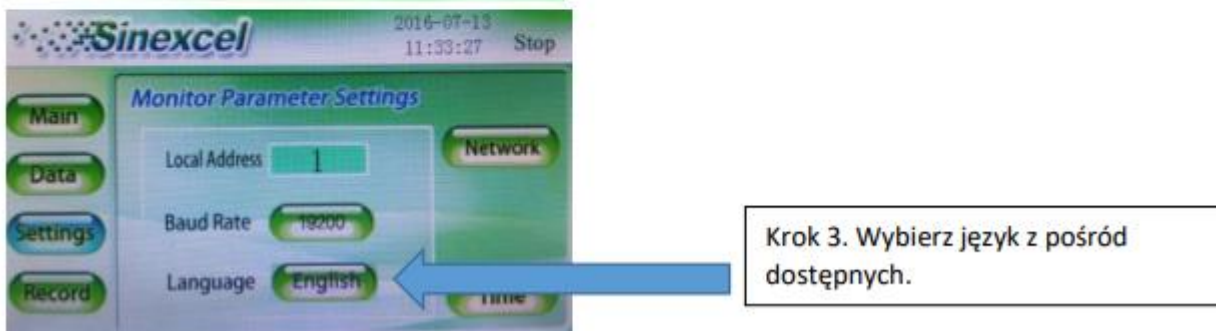 Sinexcel
2016-07-13
11:33:27 Stop
Main
Data
Settings
Record
Monitor Parameter Settings
Local Address 1
Baud Rate 19200
Language English
Network
Time
Krok 3. Wybierz język z pośród
dostępnych.